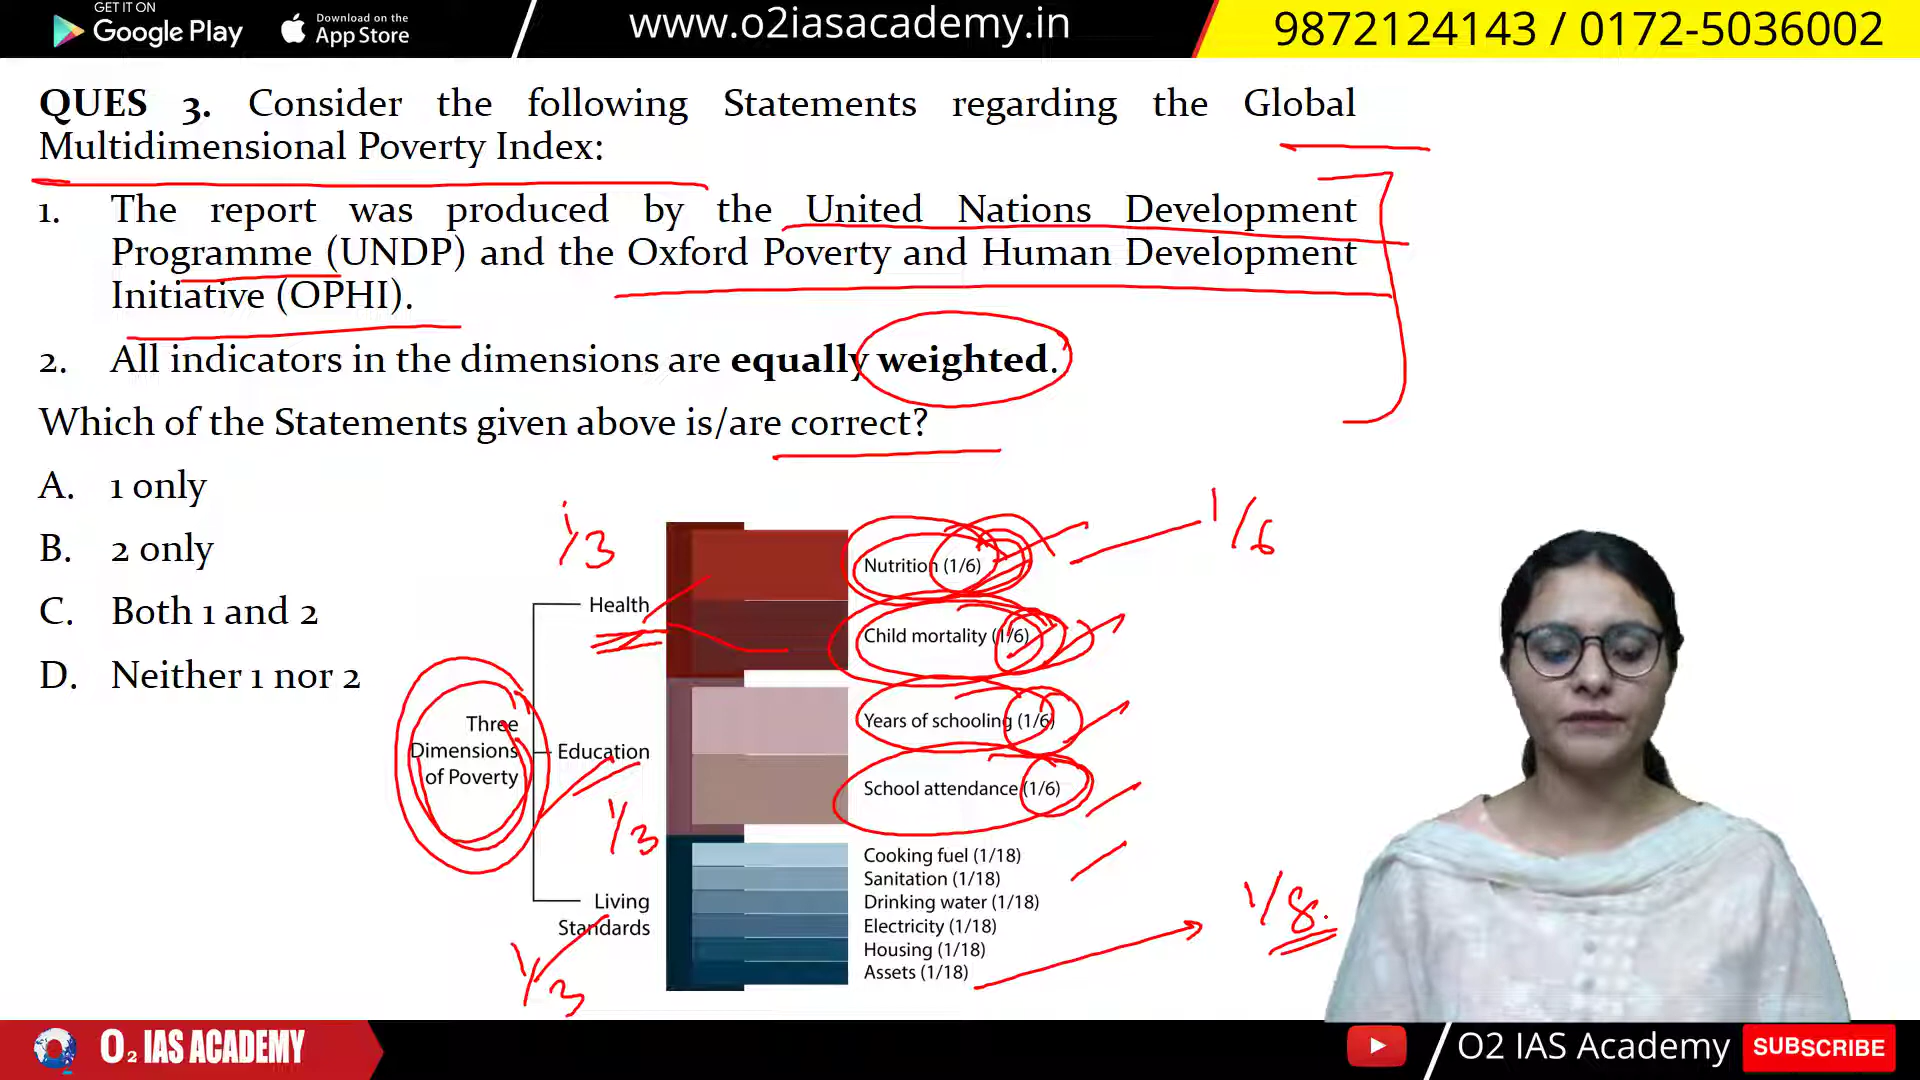 GET IT ON
Google Play
Download on the
App Store
www.o2iasacademy.in
9872124143 / 0172-5036002
QUES 3. Consider the following Statements regarding the Global
Multidimensional Poverty Index:
1. The report was produced by the United Nations Development
Programme (UNDP) and the Oxford Poverty and Human Development
Initiative (OPHI).
2. All indicators in the dimensions are equally weighted.
Which of the Statements given above is/are correct?
A. 1 only
B. 2 only
C. Both 1 and 2
D. Neither 1 nor 2
Three
Dimensions
of Poverty
Health
1/3
Nutrition (1/6)
1/6
Child mortality (1/6)
Education
1/3
Years of schooling (1/6)
School attendance (1/6)
Living
Standards
1/3
Cooking fuel (1/18)
Sanitation (1/18)
Drinking water (1/18)
Electricity (1/18)
Housing (1/18)
Assets (1/18)
1/8.
O2 IAS ACADEMY
O2 IAS Academy
SUBSCRIBE